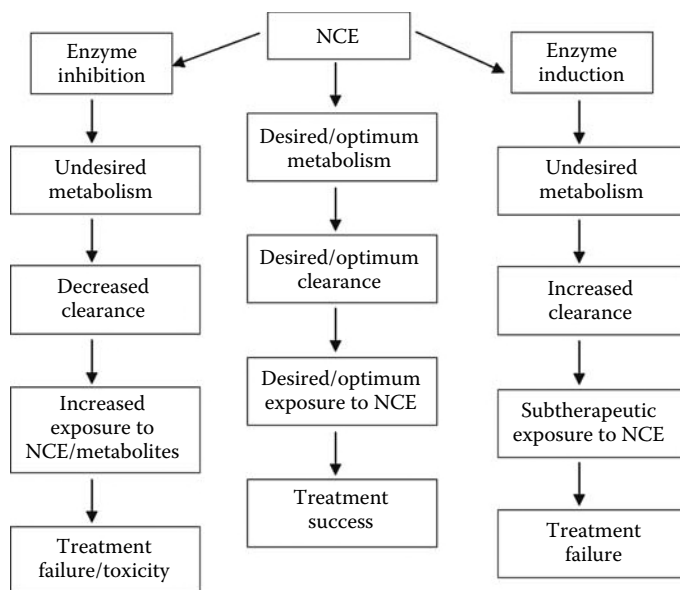 NCE
Enzyme
inhibition
Undesired
metabolism
Decreased
clearance
Increased
exposure to
NCE/metabolites
Treatment
failure/toxicity
Desired/optimum
metabolism
Desired/optimum
clearance
Desired/optimum
exposure to NCE
Treatment
success
Enzyme
induction
Undesired
metabolism
Increased
clearance
Subtherapeutic
exposure to NCE
Treatment
failure